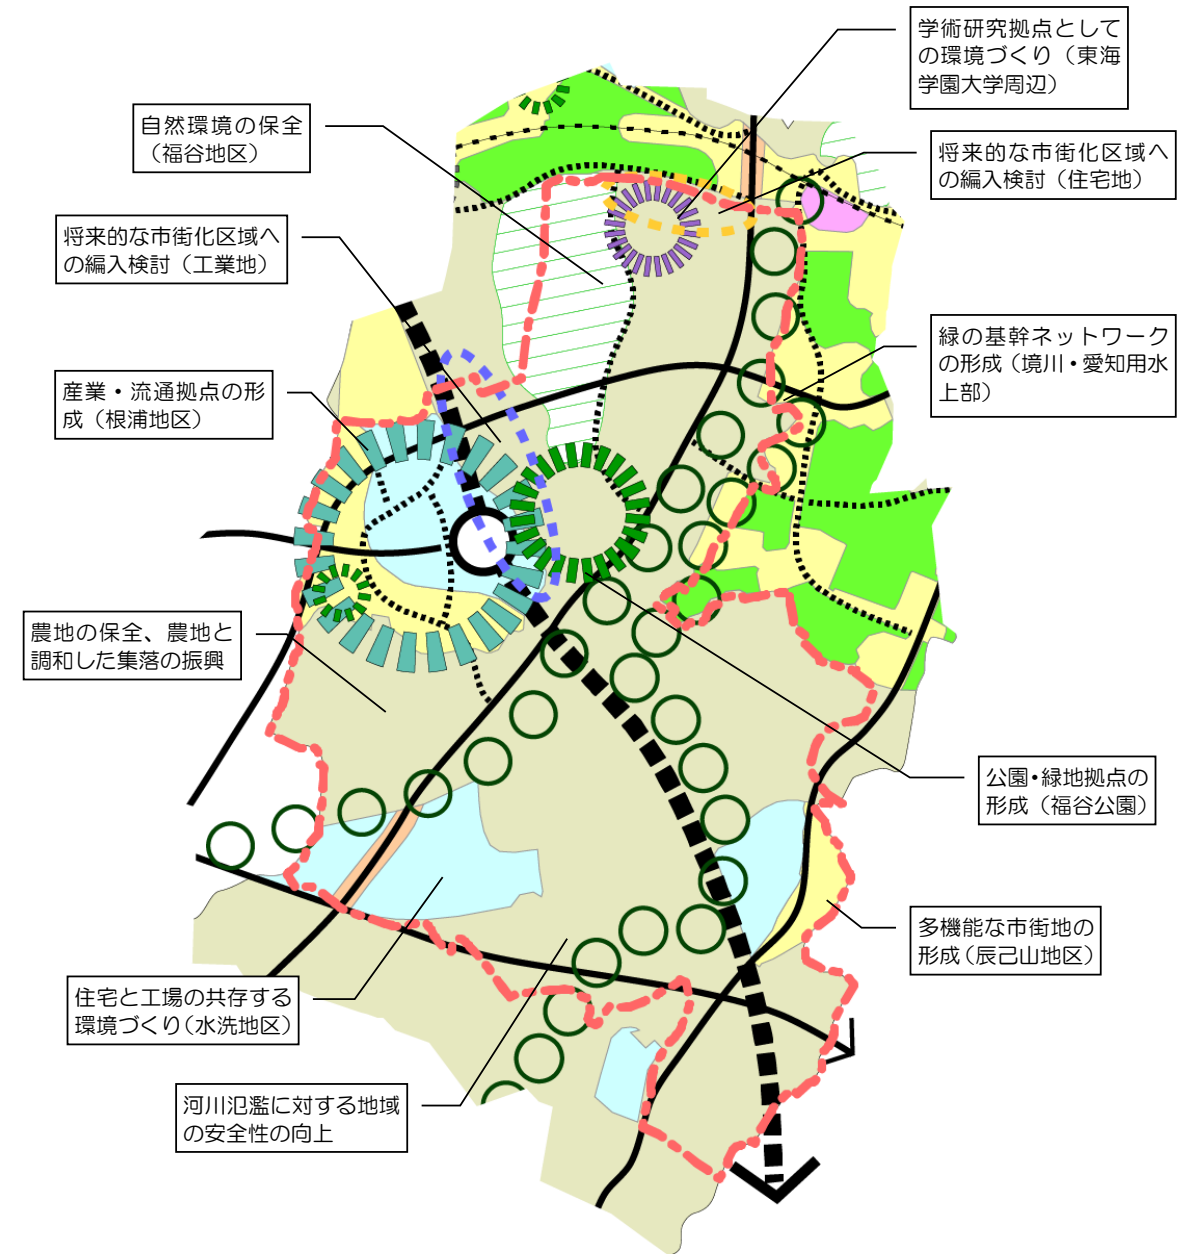 学術研究拠点として
の環境づくり（東海
学園大学周辺）
自然環境の保全
（福谷地区）
将来的な市街化区域へ
の編入検討（住宅地）
将来的な市街化区域へ
の編入検討（工業地）
緑の基幹ネットワーク
の形成（境川・愛知用水
上部）
産業・流通拠点の形
成（根浦地区）
農地の保全、農地と
調和した集落の振興
公園・緑地拠点の
形成（福谷公園）
多機能な市街地の
形成（辰己山地区）
住宅と工場の共存する
環境づくり（水洗地区）
河川氾濫に対する地域
の安全性の向上